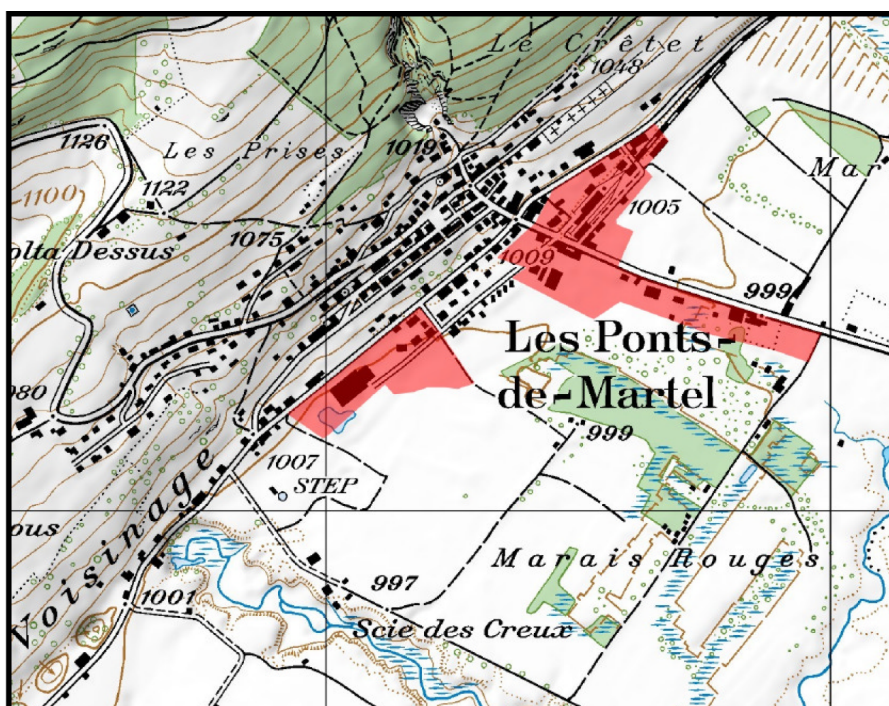 Le Crêtet
1048
1126
Les Prises
1019
1122
1100
Mar
1005
1075
olta Dessus
1009
999
Les Ponts-
de-Martel
980
999
Voisinage
1007
STEP
ous
Marais Rouges
997
1001
Scie des Creux